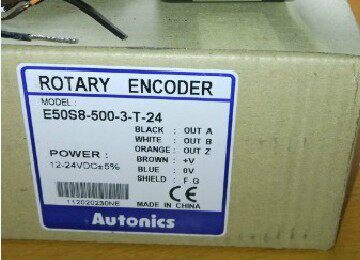 ROTARY ENCODER
MODEL:
E50S8-500-3-T-24
BLACK : OUT A
WHITE : OUT B
ORANGE : OUT Z
POWER :
BROWN : +V
12-24VDC±5%
BLUE : 0V
SHIELD : F.G
CE
112020230NE
MADE IN CHINA
Autonics